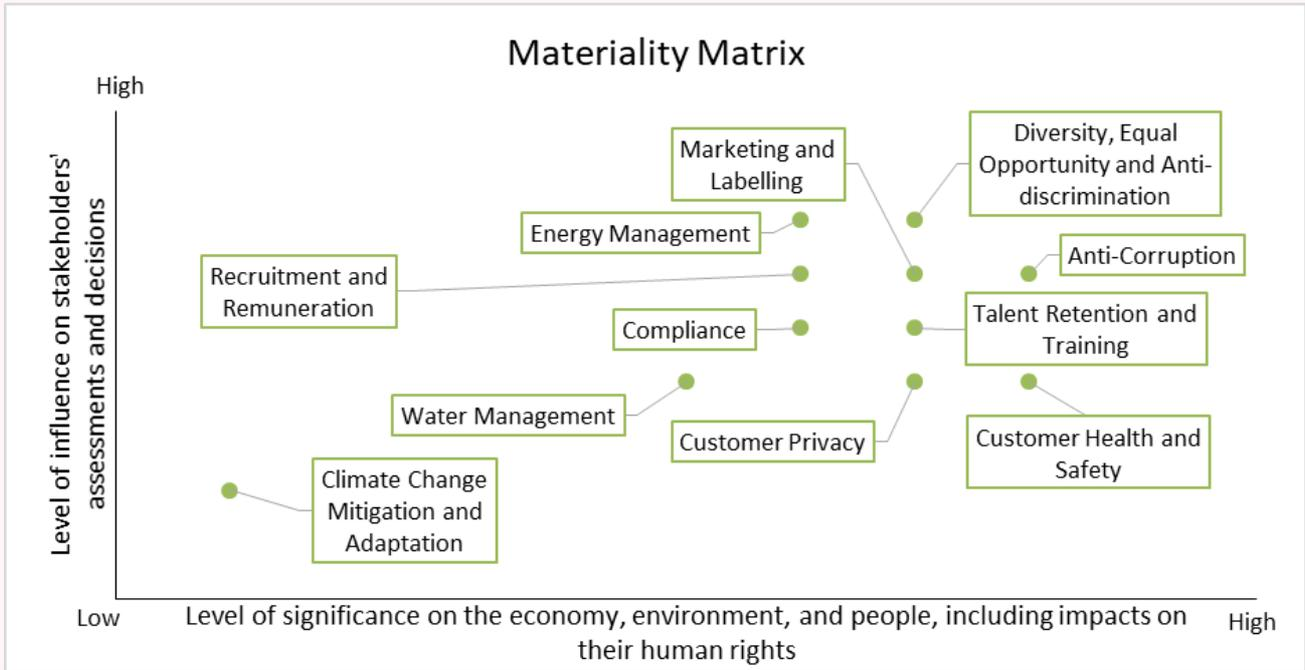 Materiality Matrix
High
Level of influence on stakeholders'
assessments and decisions
Marketing and
Labelling
Diversity, Equal
Opportunity and Anti-
discrimination
Energy Management
Anti-Corruption
Recruitment and
Remuneration
Compliance
Talent Retention and
Training
Water Management
Customer Privacy
Customer Health and
Safety
Climate Change
Mitigation and
Adaptation
Low
Level of significance on the economy, environment, and people, including impacts on
their human rights
High